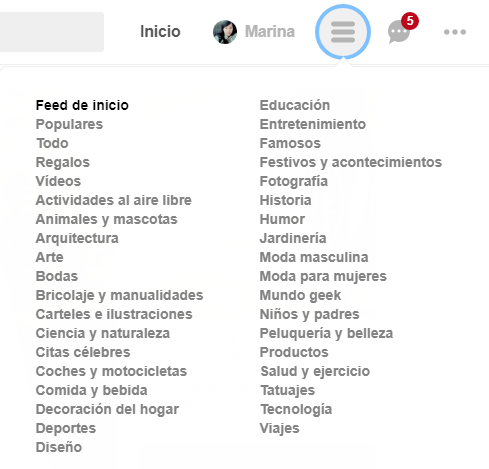 Inicio
Marina
5
Feed de inicio
Populares
Todo
Regalos
Vídeos
Actividades al aire libre
Animales y mascotas
Arquitectura
Arte
Bodas
Bricolaje y manualidades
Carteles e ilustraciones
Ciencia y naturaleza
Citas célebres
Coches y motocicletas
Comida y bebida
Decoración del hogar
Deportes
Diseño
Educación
Entretenimiento
Famosos
Festivos y acontecimientos
Fotografía
Historia
Humor
Jardinería
Moda masculina
Moda para mujeres
Mundo geek
Niños y padres
Peluquería y belleza
Productos
Salud y ejercicio
Tatuajes
Tecnología
Viajes